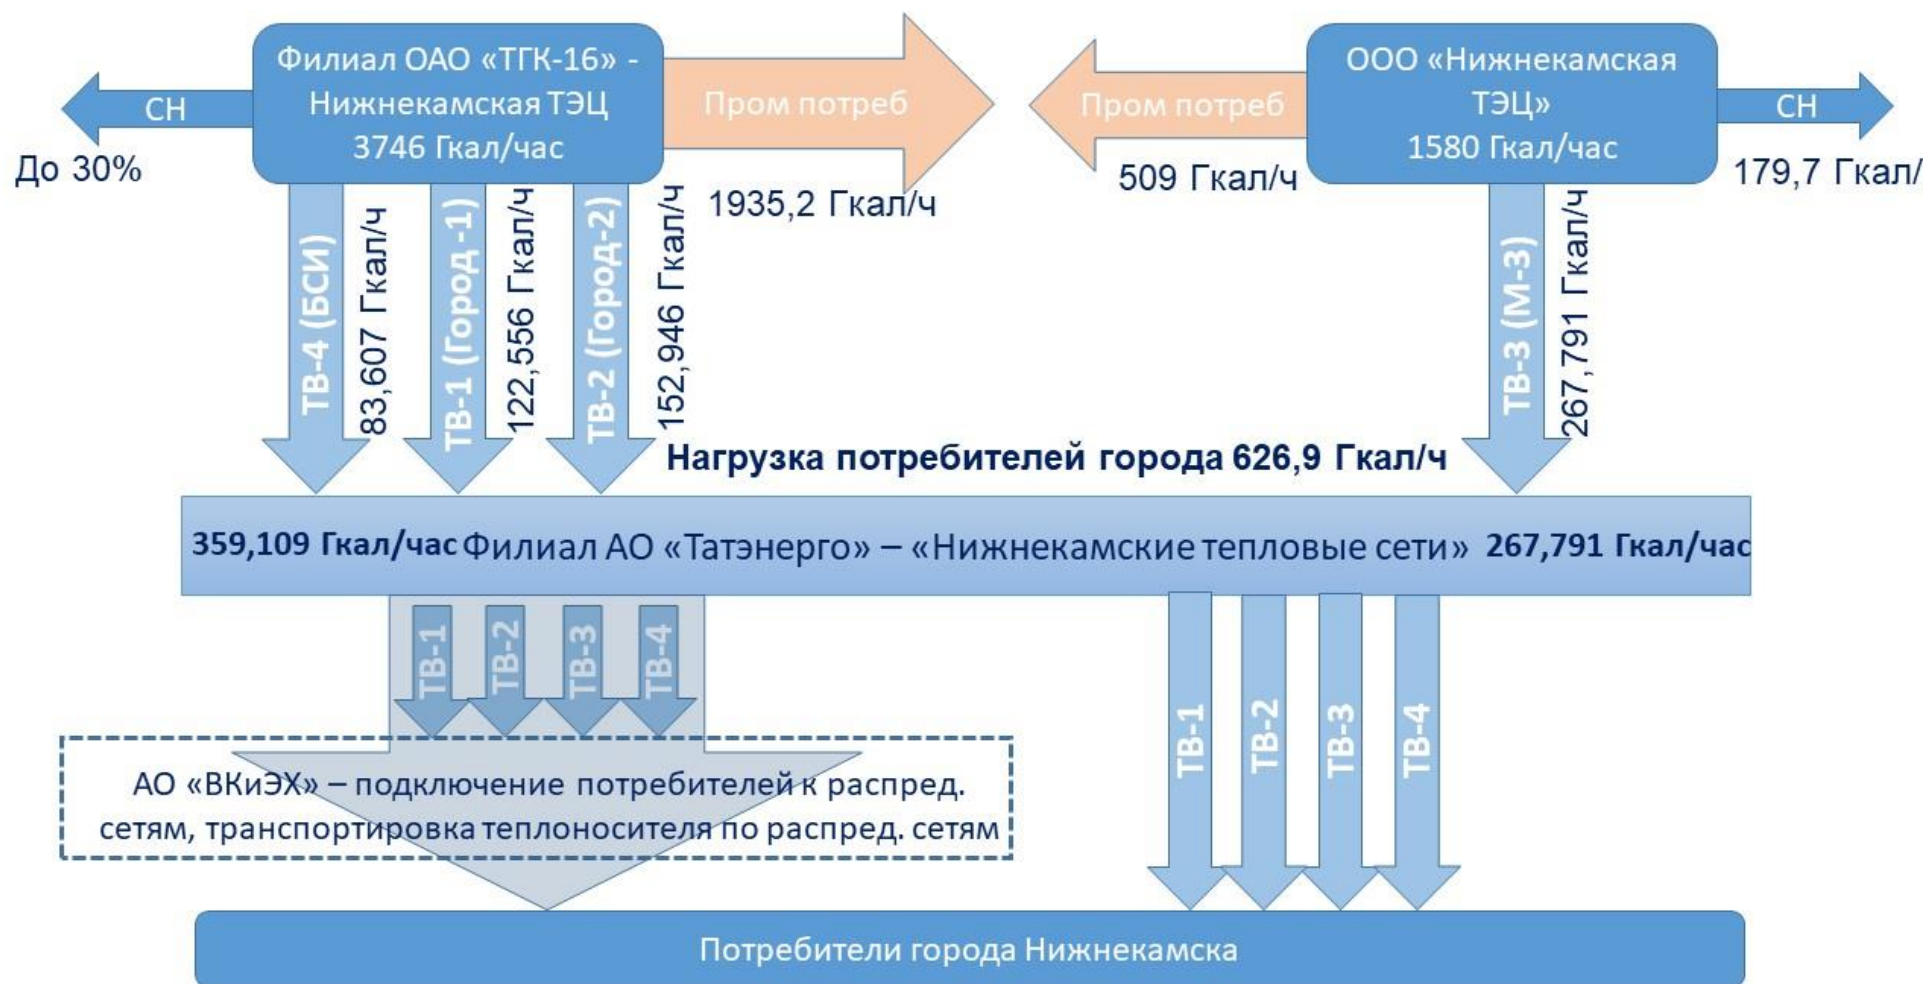 Филиал ОАО «ТГК-16» -
Нижнекамская ТЭЦ
3746 Гкал/час
СН
До 30%
Пром потреб
1935,2 Гкал/ч
Пром потреб
509 Гкал/ч
ООО «Нижнекамская
ТЭЦ»
1580 Гкал/час
СН
179,7 Гкал/
ТВ-4 (БСИ)
83,607 Гкал/ч
ТВ-1 (Город -1)
122,556 Гкал/ч
ТВ-2 (Город-2)
152,946 Гкал/ч
ТВ-3 (М-3)
267,791 Гкал/ч
Нагрузка потребителей города 626,9 Гкал/ч
359,109 Гкал/час Филиал АО «Татэнерго» – «Нижнекамские тепловые сети» 267,791 Гкал/час
ТВ-1
ТВ-2
ТВ-3
ТВ-4
ТВ-1
ТВ-2
ТВ-3
ТВ-4
АО «ВКиЭХ» – подключение потребителей к распред.
сетям, транспортировка теплоносителя по распред. сетям
Потребители города Нижнекамска